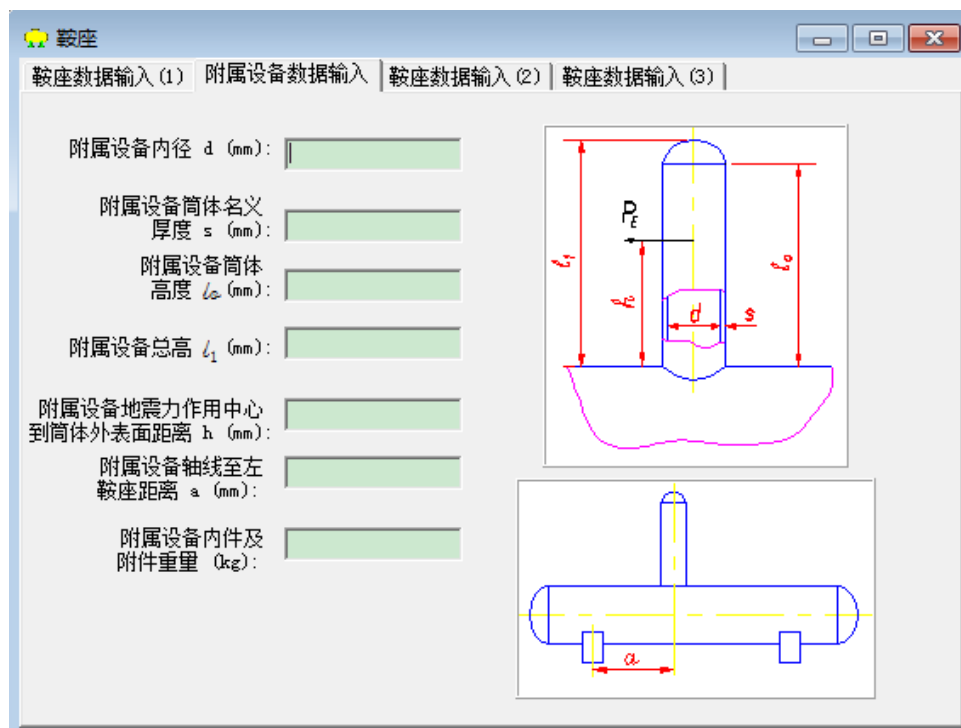 鞍座
鞍座数据输入(1) 附属设备数据输入 鞍座数据输入(2) 鞍座数据输入(3)
附属设备内径 d (mm):
附属设备筒体名义
厚度 s (mm):
附属设备筒体
高度 l₀ (mm):
附属设备总高 l₁ (mm):
附属设备地震力作用中心
到筒体外表面距离 h (mm):
附属设备轴线至左
鞍座距离 a (mm):
附属设备内件及
附件重量 (kg):
P_E
l₁
l₀
h
d
s
a